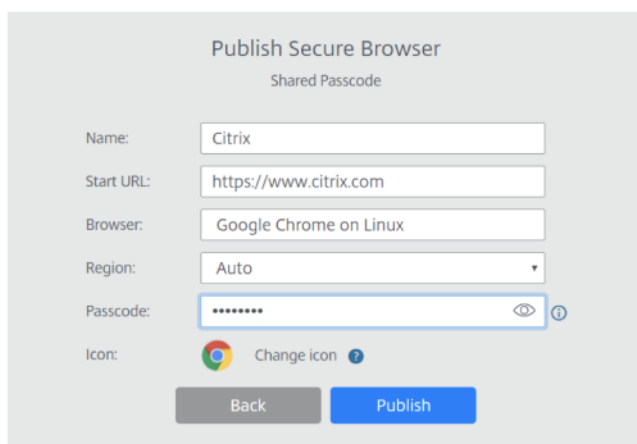 Publish Secure Browser
Shared Passcode
Name: Citrix
Start URL: https://www.citrix.com
Browser: Google Chrome on Linux
Region: Auto
Passcode: ••••••••
Icon: Change icon
Back Publish